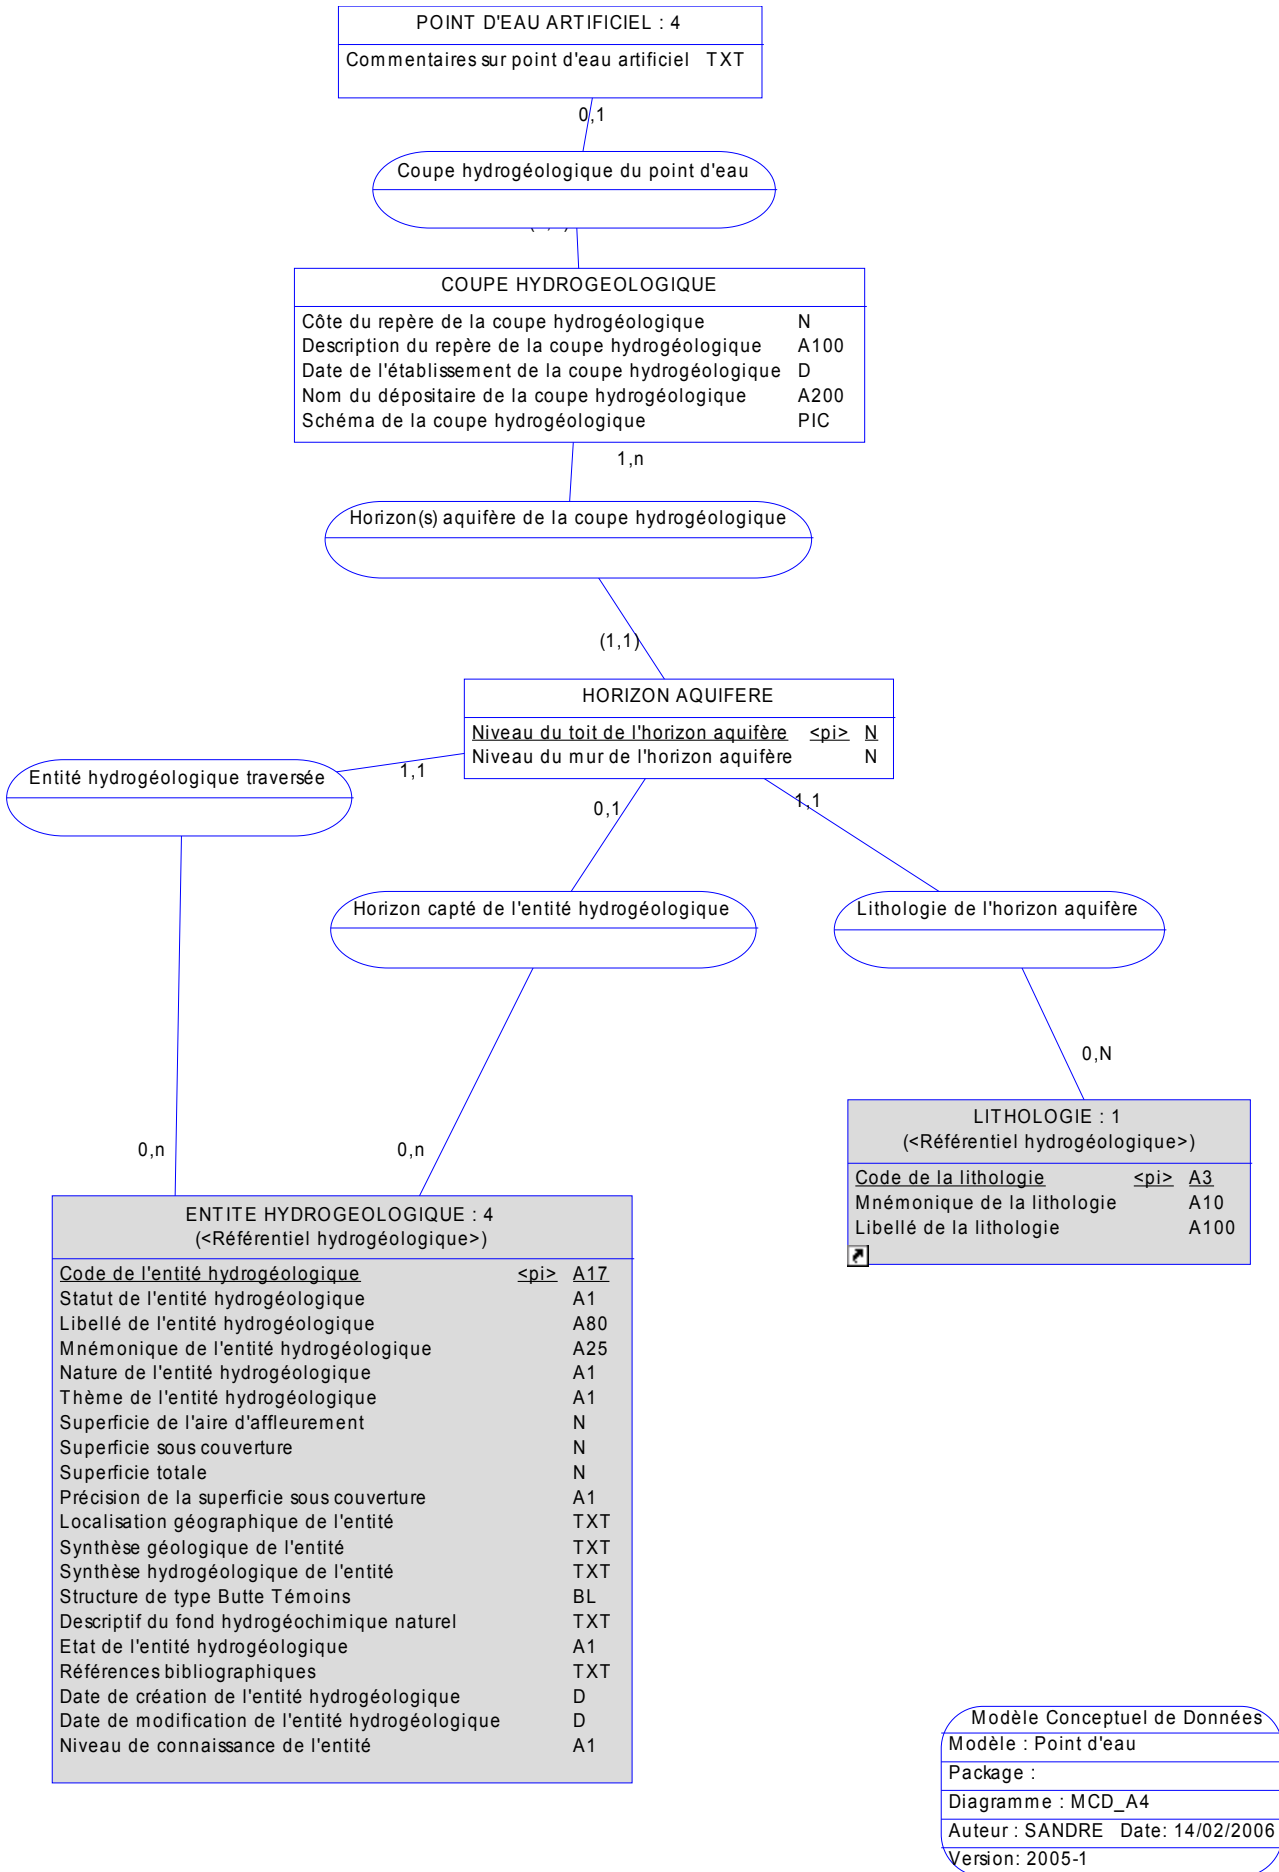 POINT D'EAU ARTIFICIEL : 4
Commentaires sur point d'eau artificiel TXT
0,1
Coupe hydrogéologique du point d'eau
COUPE HYDROGEOLOGIQUE
Côte du repère de la coupe hydrogéologique N
Description du repère de la coupe hydrogéologique A100
Date de l'établissement de la coupe hydrogéologique D
Nom du dépositaire de la coupe hydrogéologique A200
Schéma de la coupe hydrogéologique PIC
1,n
Horizon(s) aquifère de la coupe hydrogéologique
(1,1)
HORIZON AQUIFERE
Niveau du toit de l'horizon aquifère <pi> N
Niveau du mur de l'horizon aquifère N
1,1
0,1
1,1
Entité hydrogéologique traversée
Horizon capté de l'entité hydrogéologique
Lithologie de l'horizon aquifère
0,n
0,n
0,N
LITHOLOGIE : 1
(<Référentiel hydrogéologique>)
Code de la lithologie <pi> A3
Mnémonique de la lithologie A10
Libellé de la lithologie A100
ENTITE HYDROGEOLOGIQUE : 4
(<Référentiel hydrogéologique>)
Code de l'entité hydrogéologique <pi> A17
Statut de l'entité hydrogéologique A1
Libellé de l'entité hydrogéologique A80
Mnémonique de l'entité hydrogéologique A25
Nature de l'entité hydrogéologique A1
Thème de l'entité hydrogéologique A1
Superficie de l'aire d'affleurement N
Superficie sous couverture N
Superficie totale N
Précision de la superficie sous couverture A1
Localisation géographique de l'entité TXT
Synthèse géologique de l'entité TXT
Synthèse hydrogéologique de l'entité TXT
Structure de type Butte Témoins BL
Descriptif du fond hydrogéochimique naturel TXT
Etat de l'entité hydrogéologique A1
Références bibliographiques TXT
Date de création de l'entité hydrogéologique D
Date de modification de l'entité hydrogéologique D
Niveau de connaissance de l'entité A1
Modèle Conceptuel de Données
Modèle : Point d'eau
Package :
Diagramme : MCD_A4
Auteur : SANDRE Date: 14/02/2006
Version: 2005-1